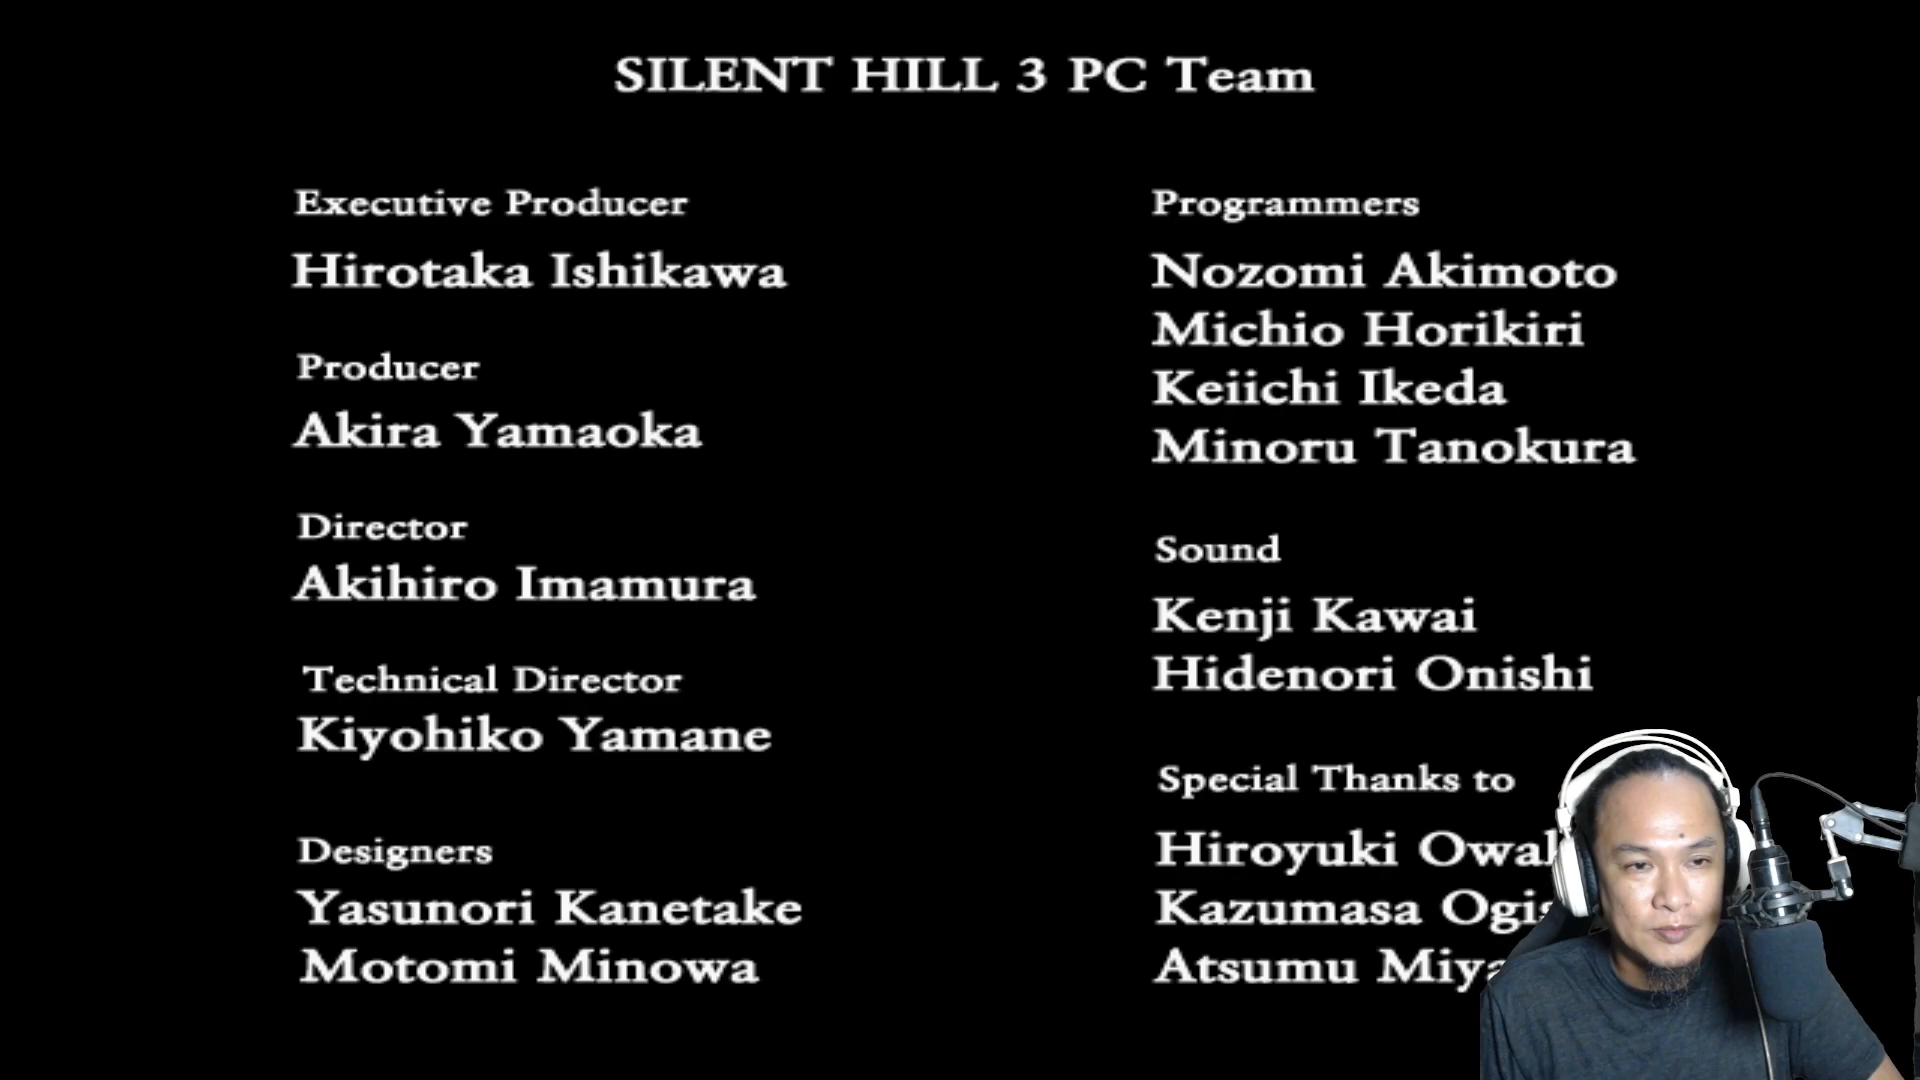 SILENT HILL 3 PC Team
Executive Producer
Hirotaka Ishikawa
Producer
Akira Yamaoka
Director
Akihiro Imamura
Technical Director
Kiyohiko Yamane
Designers
Yasunori Kanetake
Motomi Minowa
Programmers
Nozomi Akimoto
Michio Horikiri
Keiichi Ikeda
Minoru Tanokura
Sound
Kenji Kawai
Hidenori Onishi
Special Thanks to
Hiroyuki
Kazumasa
Atsumu